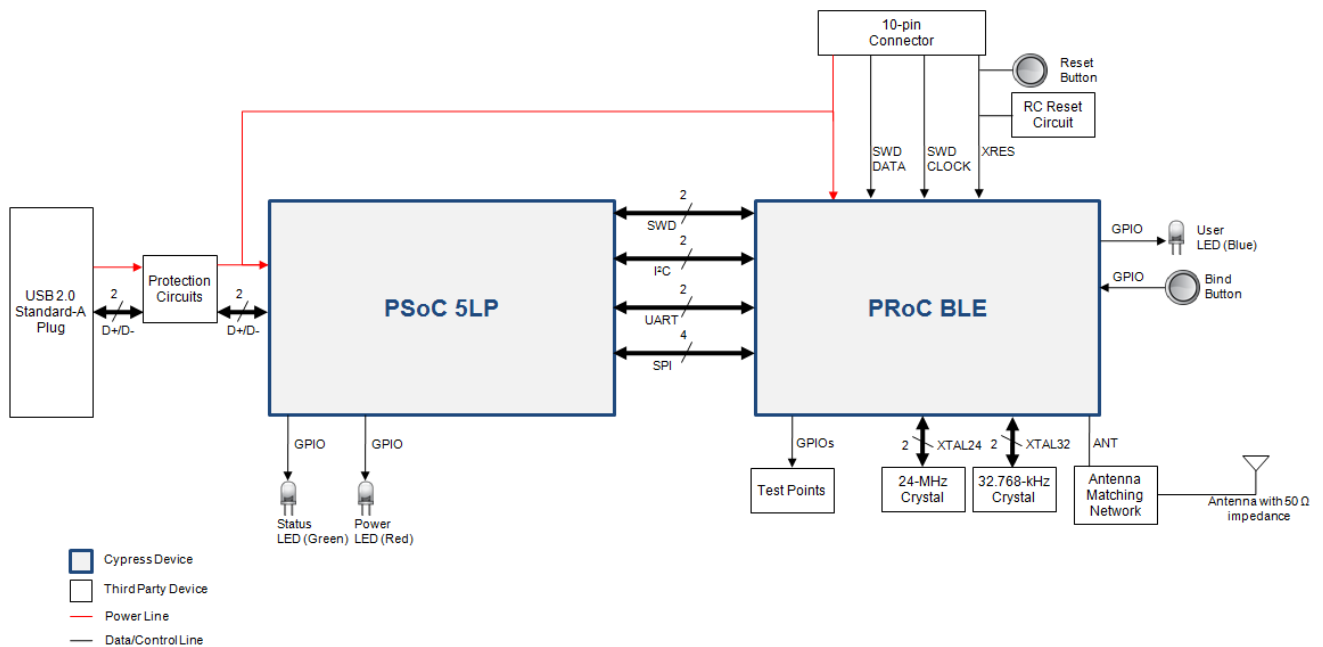 10-pin
Connector
Reset
Button
RC Reset
Circuit
SWD
DATA
SWD
CLOCK
XRES
USB 2.0
Standard-A
Plug
2
D+/D-
Protection
Circuits
2
D+/D-
PSoC 5LP
2
SWD
2
I²C
2
UART
4
SPI
PRoC BLE
GPIO
User
LED (Blue)
GPIO
Bind
Button
GPIO
GPIO
Status
LED (Green)
Power
LED (Red)
GPIOs
Test Points
2
XTAL24
24-MHz
Crystal
2
XTAL32
32.768-kHz
Crystal
ANT
Antenna
Matching
Network
Antenna with 50 Ω
impedance
Cypress Device
Third Party Device
Power Line
Data/Control Line